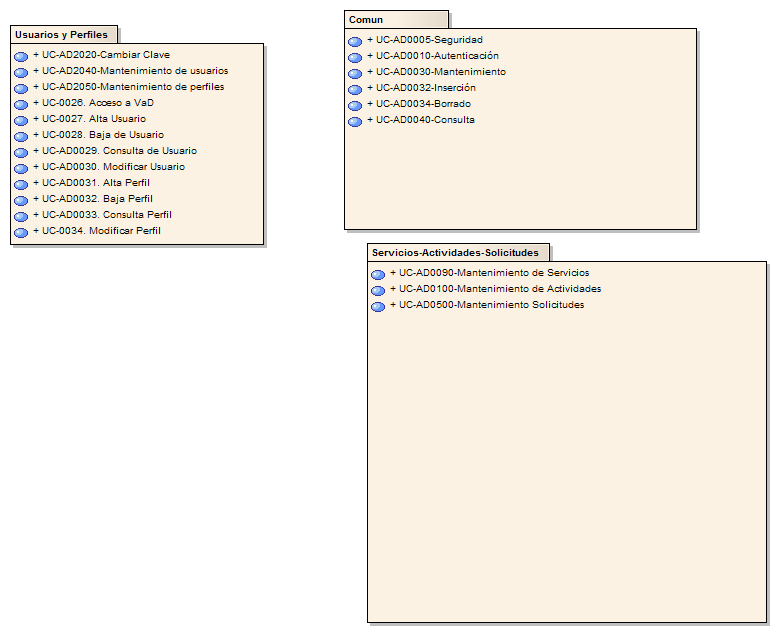 Usuarios y Perfiles
+ UC-AD2020-Cambiar Clave
+ UC-AD2040-Mantenimiento de usuarios
+ UC-AD2050-Mantenimiento de perfiles
+ UC-0026. Acceso a VaD
+ UC-0027. Alta Usuario
+ UC-0028. Baja de Usuario
+ UC-AD0029. Consulta de Usuario
+ UC-AD0030. Modificar Usuario
+ UC-AD0031. Alta Perfil
+ UC-AD0032. Baja Perfil
+ UC-AD0033. Consulta Perfil
+ UC-0034. Modificar Perfil
Comun
+ UC-AD0005-Seguridad
+ UC-AD0010-Autenticación
+ UC-AD0030-Mantenimiento
+ UC-AD0032-Inserción
+ UC-AD0034-Borrado
+ UC-AD0040-Consulta
Servicios-Actividades-Solicitudes
+ UC-AD0090-Mantenimiento de Servicios
+ UC-AD0100-Mantenimiento de Actividades
+ UC-AD0500-Mantenimiento Solicitudes